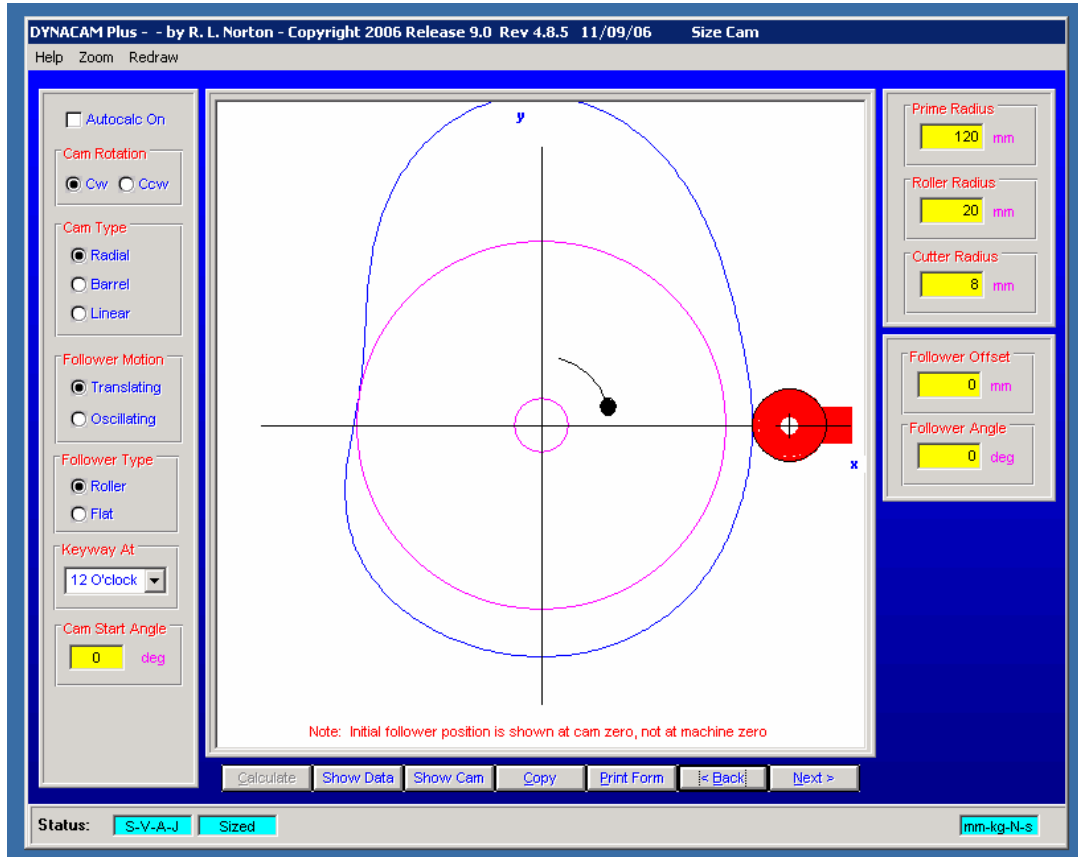 DYNACAM Plus - - by R. L. Norton - Copyright 2006 Release 9.0 Rev 4.8.5 11/09/06 Size Cam
Help Zoom Redraw
Autocalc On
Cam Rotation
Cw Ccw
Cam Type
Radial
Barrel
Linear
Follower Motion
Translating
Oscillating
Follower Type
Roller
Flat
Keyway At
12 O'clock
Cam Start Angle
0 deg
y
x
Note: Initial follower position is shown at cam zero, not at machine zero
Prime Radius
120 mm
Roller Radius
20 mm
Cutter Radius
8 mm
Follower Offset
0 mm
Follower Angle
0 deg
Calculate Show Data Show Cam Copy Print Form < Back Next >
Status: S-V-A-J Sized mm-kg-N-s